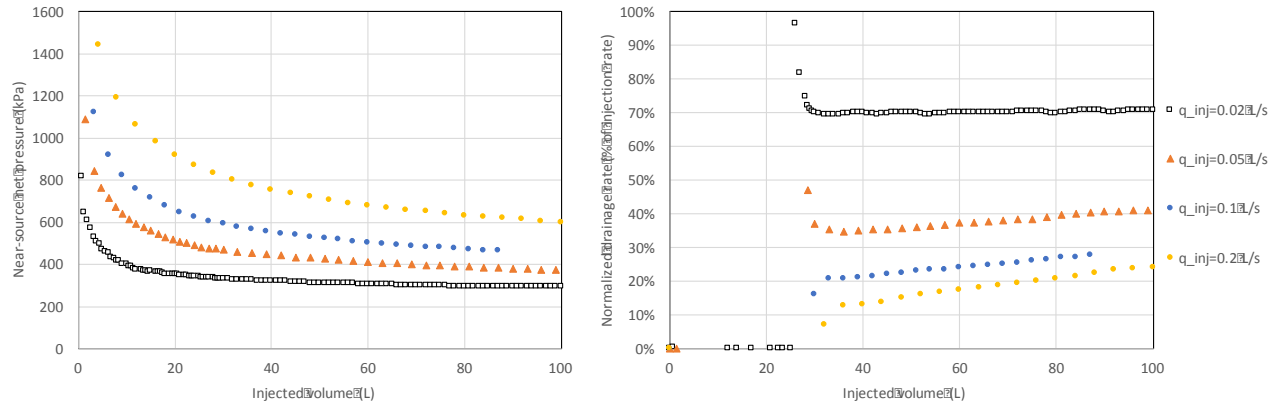 1600
1400
1200
1000
800
600
400
200
0
0 20 40 60 80 100
Near-source net pressure (kPa)
Injected volume (L)
100%
90%
80%
70%
60%
50%
40%
30%
20%
10%
0%
0 20 40 60 80 100
Normalized drainage rate (% of injection rate)
Injected volume (L)
q_inj=0.02 L/s
q_inj=0.05 L/s
q_inj=0.1 L/s
q_inj=0.2 L/s